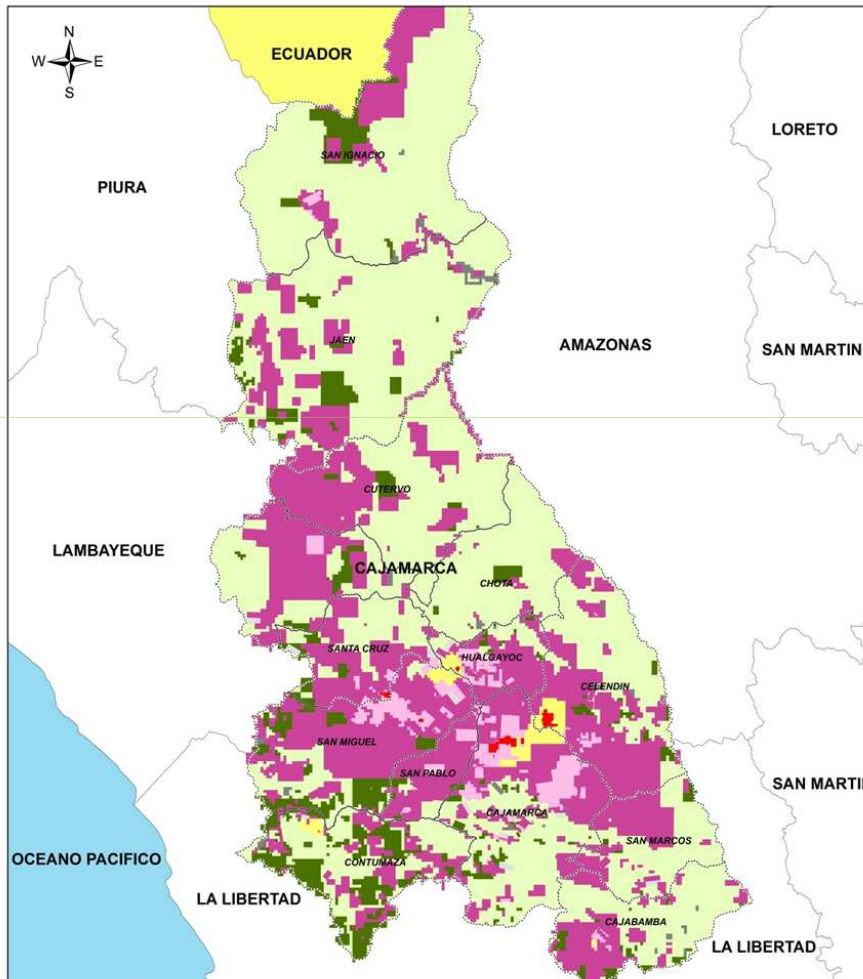 N
W E
S
ECUADOR
LORETO
SAN IGNACIO
PIURA
AMAZONAS
SAN MARTIN
JAEN
CUTERVO
LAMBAYEQUE
CAJAMARCA
CHOTA
SANTA CRUZ
HUALGAYOC
CELENDIN
SAN MIGUEL
SAN PABLO
SAN MARTIN
CAJAMARCA
SAN MARCOS
OCEANO PACIFICO
CONTUMAZA
LA LIBERTAD
CAJABAMBA
LA LIBERTAD